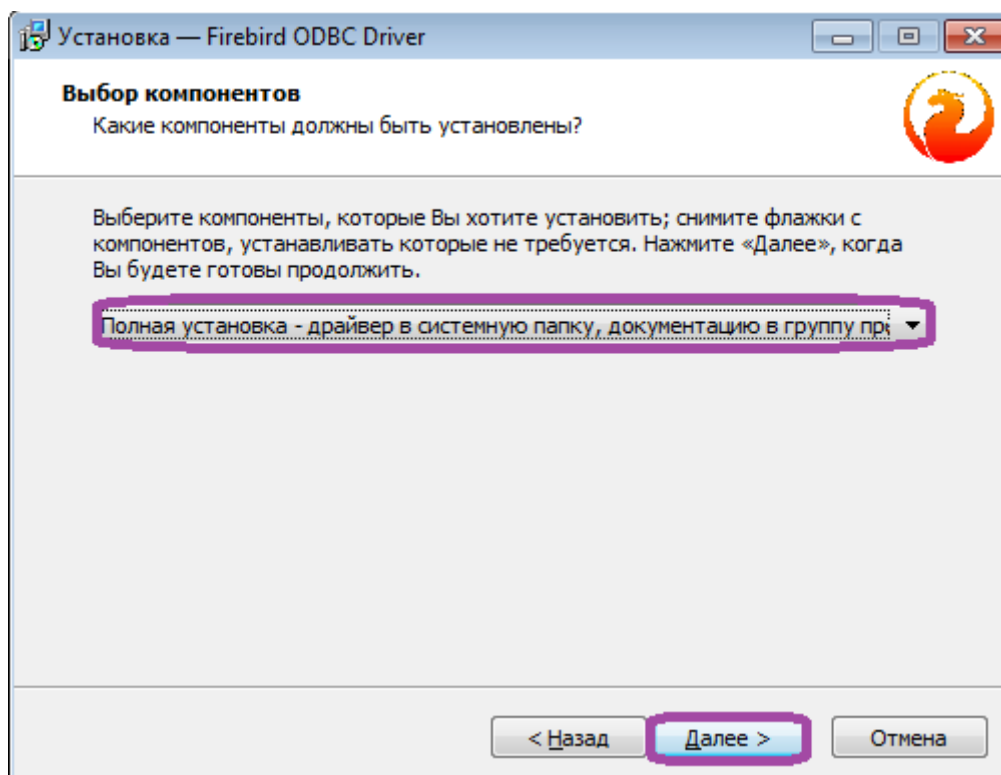 Установка — Firebird ODBC Driver
Выбор компонентов
Какие компоненты должны быть установлены?
Выберите компоненты, которые Вы хотите установить; снимите флажки с
компонентов, устанавливать которые не требуется. Нажмите «Далее», когда
Вы будете готовы продолжить.
Полная установка - драйвер в системную папку, документацию в группу
< Назад Далее > Отмена